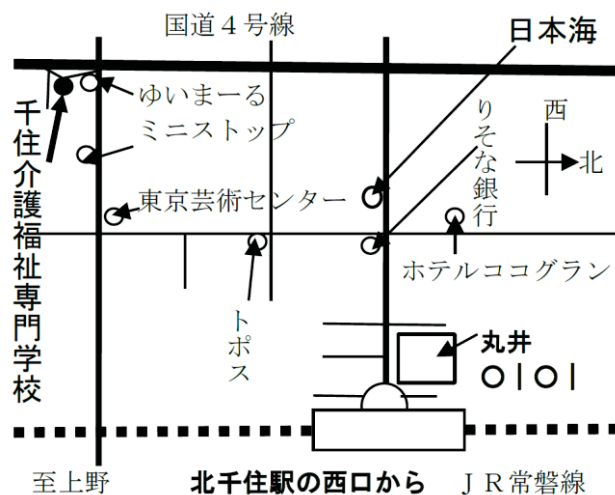 国道４号線
日本海
ゆいまーる
ミニストップ
りそな銀行
西
北
東京芸術センター
千住介護福祉専門学校
ホテルココグラン
トポス
丸井
○｜○｜
至上野
北千住駅の西口から
ＪＲ常磐線